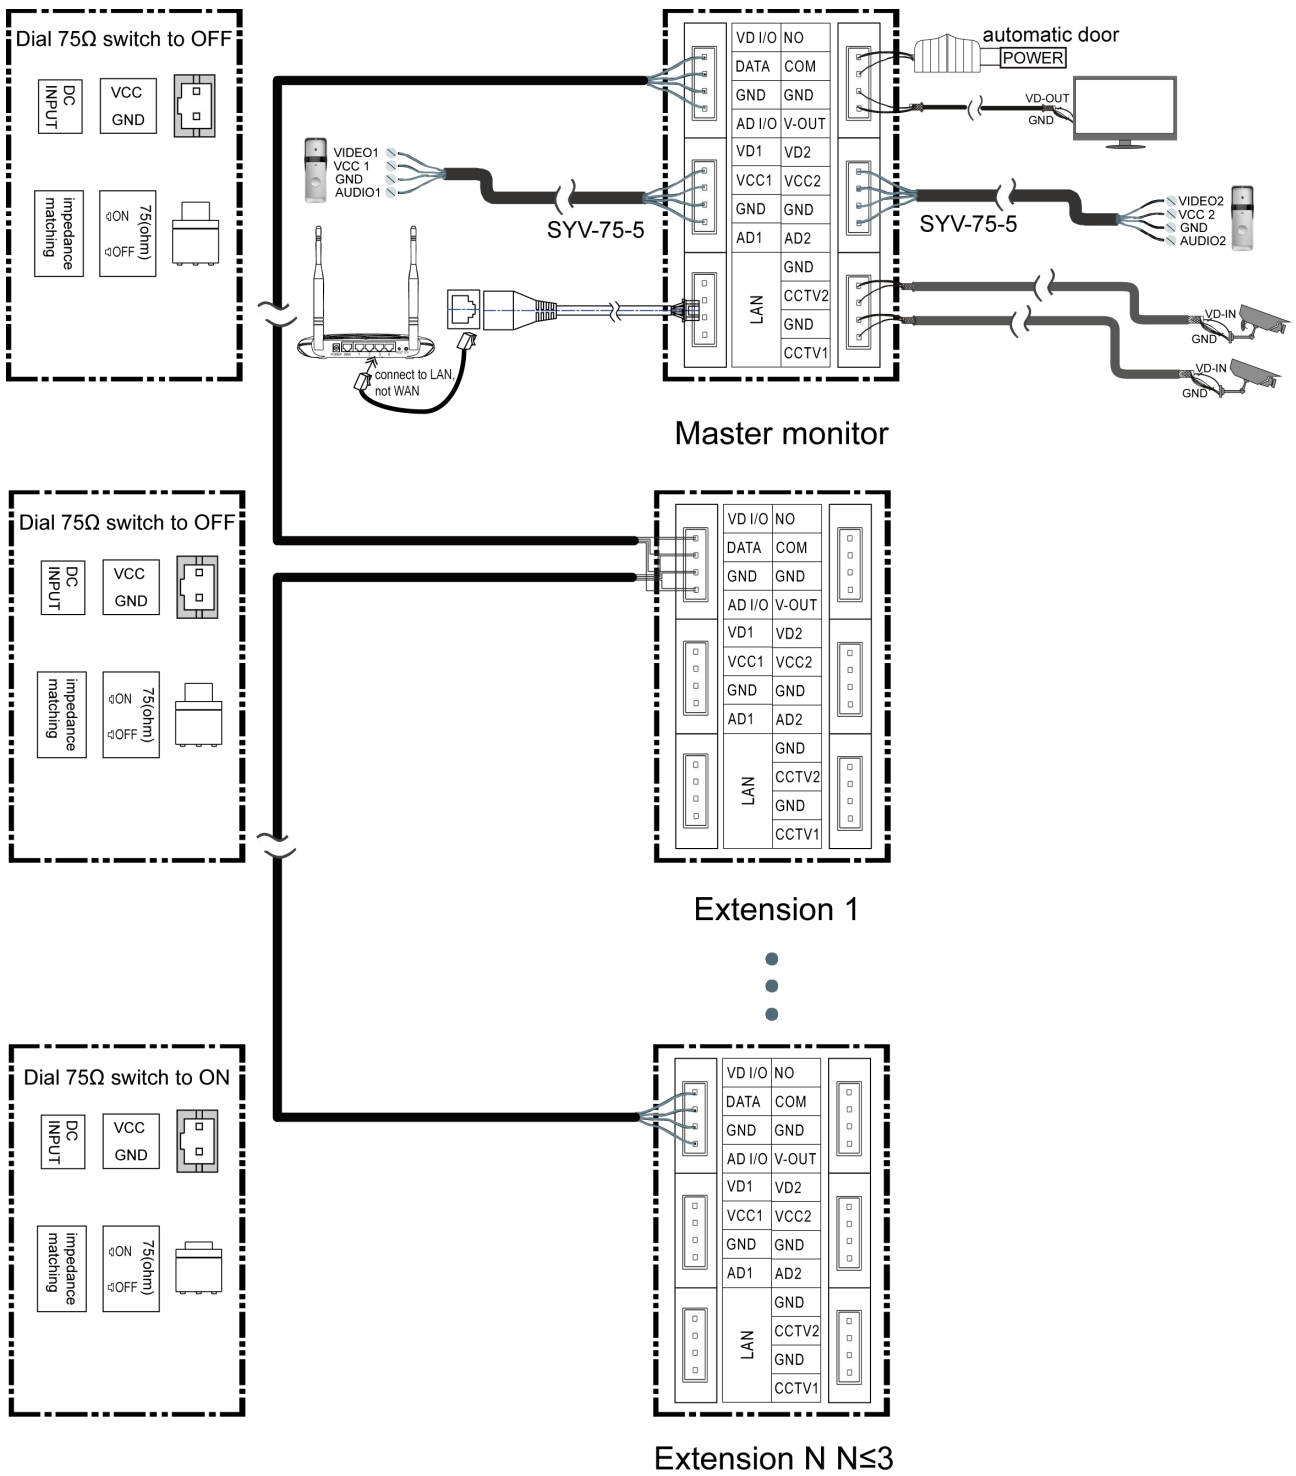 Dial 75Ω switch to OFF
DC INPUT
VCC
GND
impedance matching
ON
OFF
75(ohm)
VIDEO1
VCC 1
GND
AUDIO1
SYV-75-5
connect to LAN,
not WAN
VD I/O NO
DATA COM
GND GND
AD I/O V-OUT
VD1 VD2
VCC1 VCC2
GND GND
AD1 AD2
LAN
GND
CCTV2
GND
CCTV1
automatic door
POWER
VD-OUT
GND
SYV-75-5
VIDEO2
VCC 2
GND
AUDIO2
VD-IN
GND
VD-IN
GND
Master monitor
Dial 75Ω switch to OFF
DC INPUT
VCC
GND
impedance matching
ON
OFF
75(ohm)
VD I/O NO
DATA COM
GND GND
AD I/O V-OUT
VD1 VD2
VCC1 VCC2
GND GND
AD1 AD2
LAN
GND
CCTV2
GND
CCTV1
Extension 1
Dial 75Ω switch to ON
DC INPUT
VCC
GND
impedance matching
ON
OFF
75(ohm)
VD I/O NO
DATA COM
GND GND
AD I/O V-OUT
VD1 VD2
VCC1 VCC2
GND GND
AD1 AD2
LAN
GND
CCTV2
GND
CCTV1
Extension N N≤3